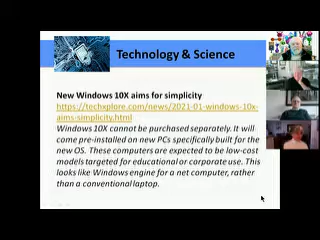 Technology & Science
New Windows 10X aims for simplicity
https://techxplore.com/news/2021-01-windows-10x-
aims-simplicity.html
Windows 10X cannot be purchased separately. It will
come pre-installed on new PCs specifically built for the
new OS. These computers are expected to be low-cost
models targeted for educational or corporate use. This
looks like Windows engine for a net computer, rather
than a conventional laptop.